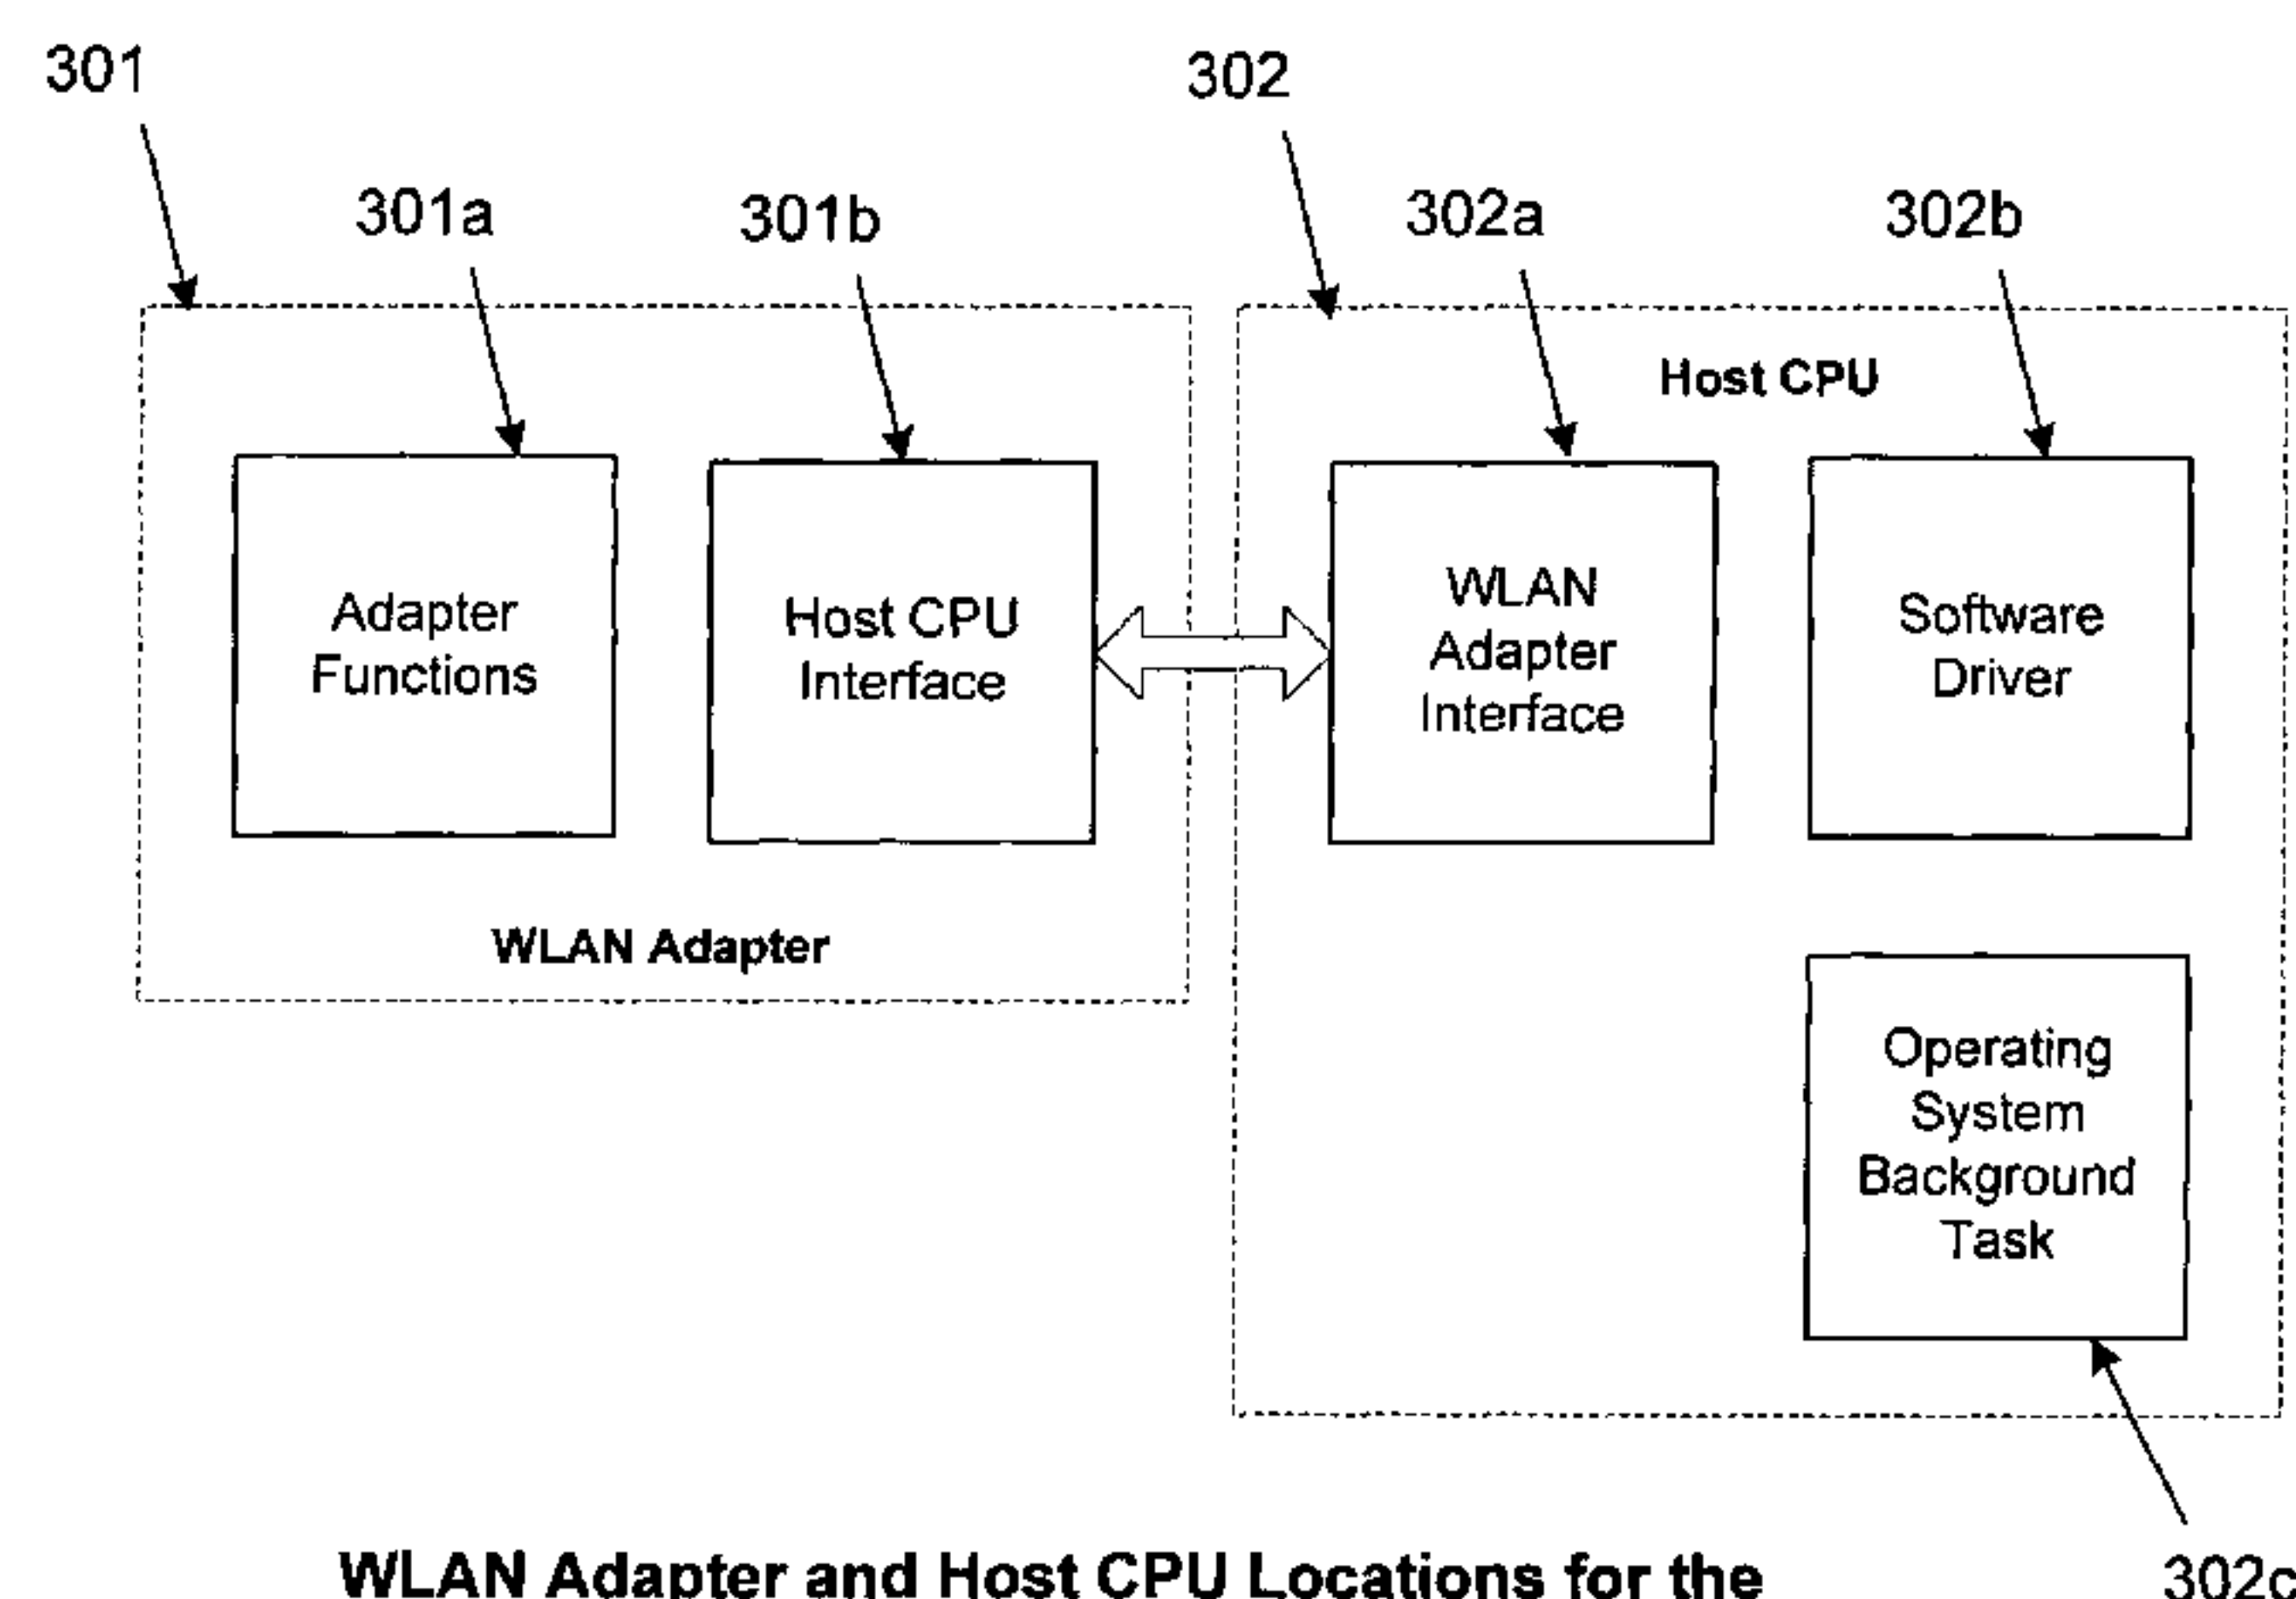 301
302
301a
301b
302a
302b
Host CPU
Adapter
Functions
Host CPU
Interface
WLAN
Adapter
Interface
Software
Driver
WLAN Adapter
Operating
System
Background
Task
WLAN Adapter and Host CPU Locations for the
302c